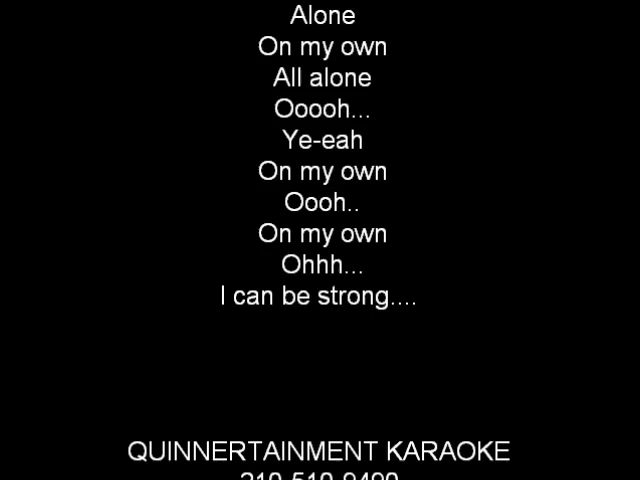 Alone
On my own
All alone
Ooooh...
Ye-eah
On my own
Oooh..
On my own
Ohhh...
I can be strong....
QUINNERTAINMENT KARAOKE